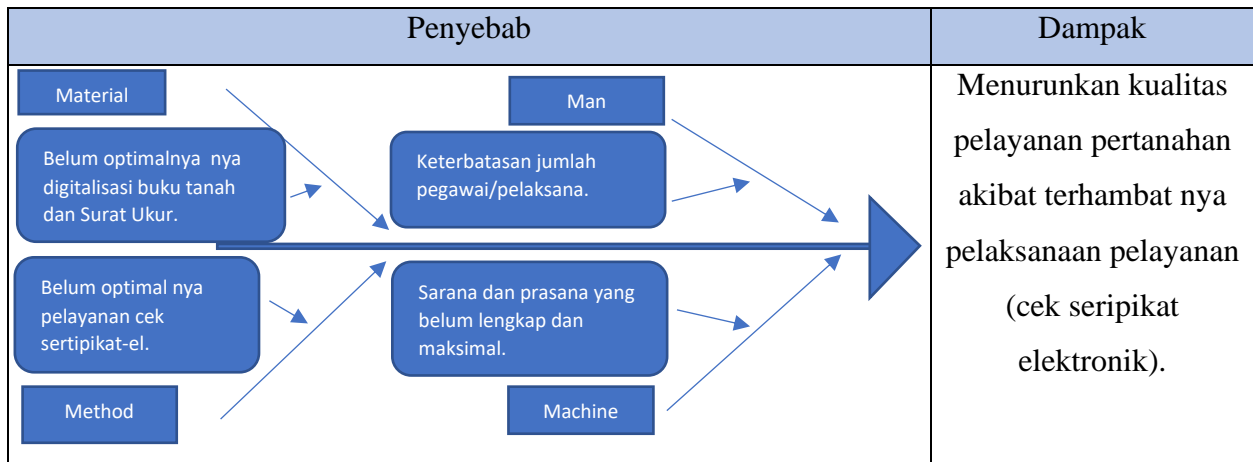 Penyebab
Dampak
Material
Belum optimalnya nya
digitalisasi buku tanah
dan Surat Ukur.
Man
Keterbatasan jumlah
pegawai/pelaksana.
Belum optimal nya
pelayanan cek
sertipikat-el.
Method
Sarana dan prasana yang
belum lengkap dan
maksimal.
Machine
Menurunkan kualitas
pelayanan pertanahan
akibat terhambat nya
pelaksanaan pelayanan
(cek seripikat
elektronik).